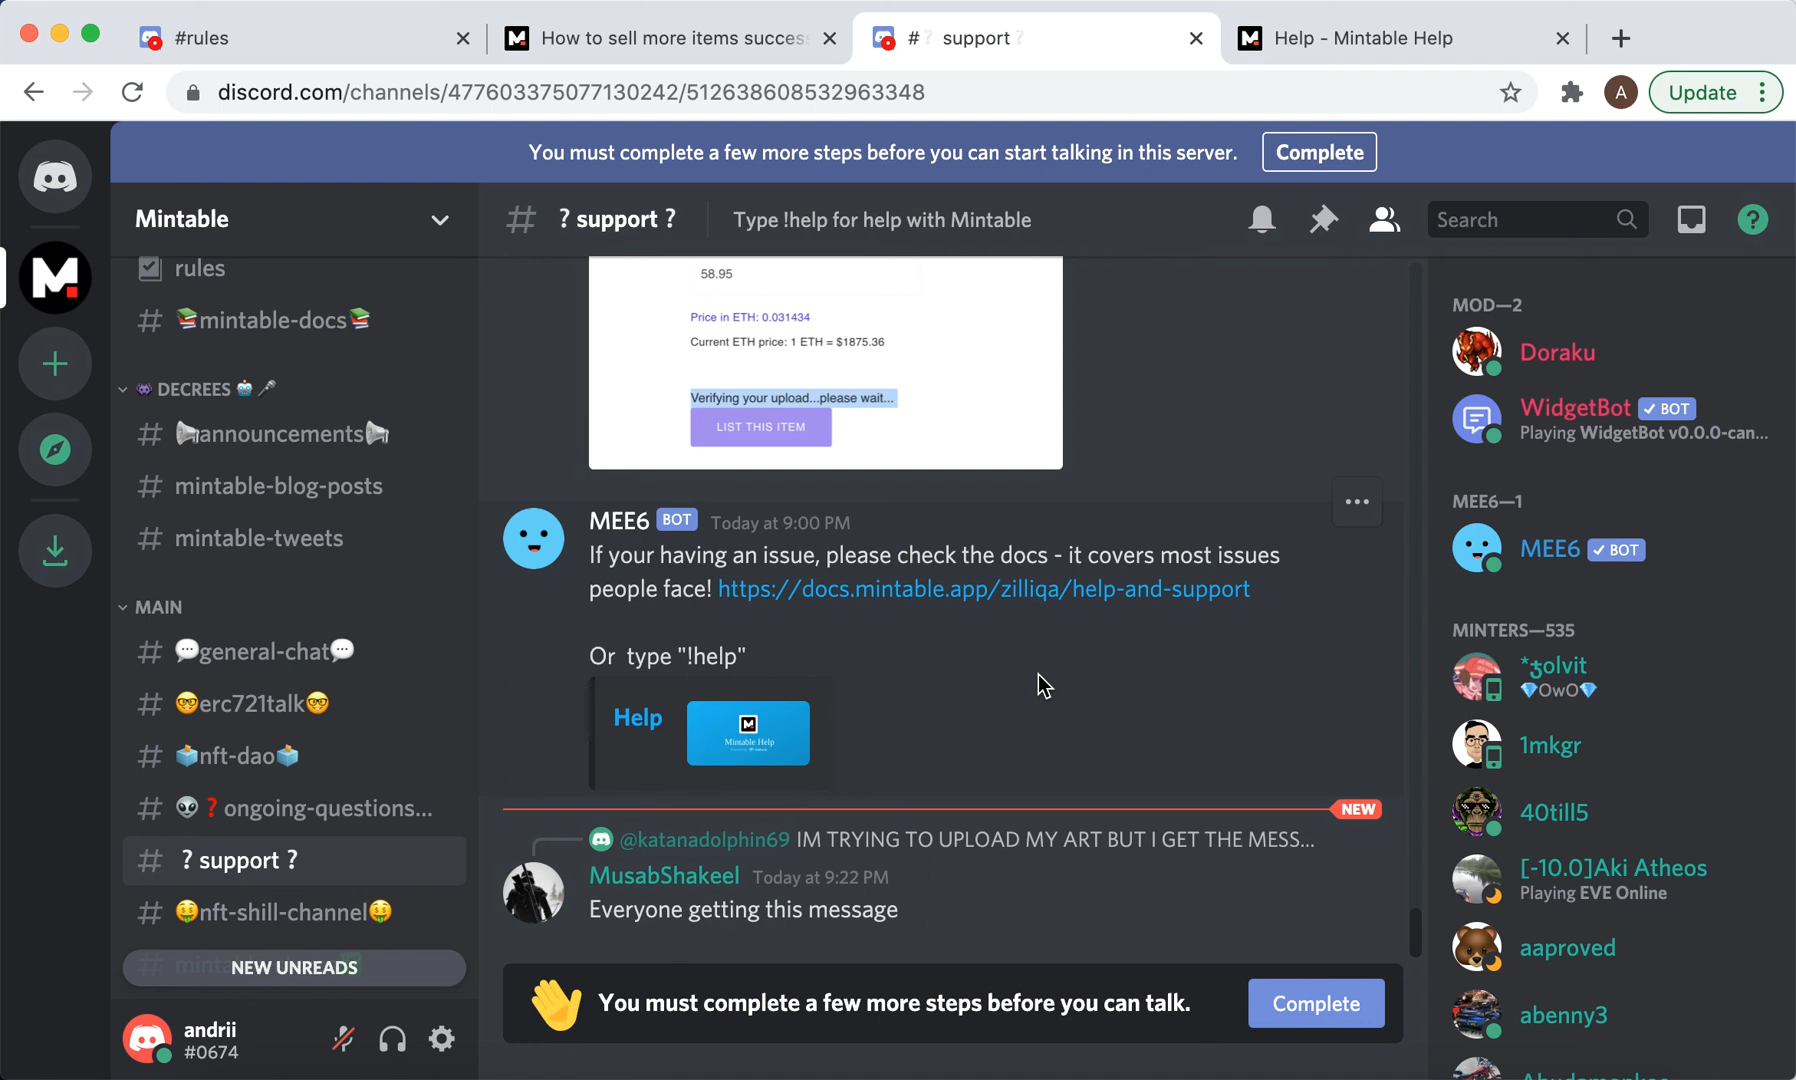 #rules
How to sell more items succes
# ? support ?
Help - Mintable Help
discord.com/channels/477603375077130242/512638608532963348
A
Update
You must complete a few more steps before you can start talking in this server.
Complete
Mintable
? support ?
Type !help for help with Mintable
Search
rules
mintable-docs
DECREES
announcements
mintable-blog-posts
mintable-tweets
MAIN
general-chat
erc721talk
nft-dao
ongoing-questions...
? support ?
nft-shill-channel
NEW UNREADS
andrii
#0674
58.95
Price in ETH: 0.031434
Current ETH price: 1 ETH = $1875.36
Verifying your upload...please wait...
LIST THIS ITEM
MEE6 BOT Today at 9:00 PM
If your having an issue, please check the docs - it covers most issues
people face! https://docs.mintable.app/zilliqa/help-and-support
Or type "!help"
Help
Mintable Help
NEW
@katanadolphin69 IM TRYING TO UPLOAD MY ART BUT I GET THE MESS...
MusabShakeel Today at 9:22 PM
Everyone getting this message
You must complete a few more steps before you can talk.
Complete
MOD—2
Doraku
WidgetBot ✓ BOT
Playing WidgetBot v0.0.0-can...
MEE6—1
MEE6 ✓ BOT
MINTERS—535
*ʒolvit
💎OwO💎
1mkgr
40till5
[-10.0]Aki Atheos
Playing EVE Online
aaproved
abenny3